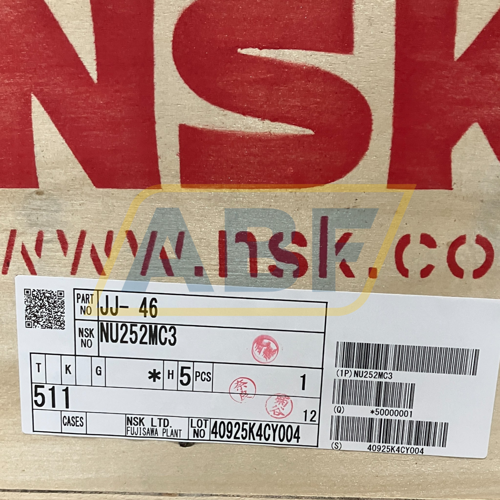 NSK
www.nsk.co
ABF
PART NO JJ- 46
NSK NO NU252MC3
T K G * H 5 PCS 1
511 12
CASES NSK LTD. FUJISAWA PLANT LOT NO 40925K4CY004
(1P)NU252MC3
(Q) *50000001
(S) 40925K4CY004